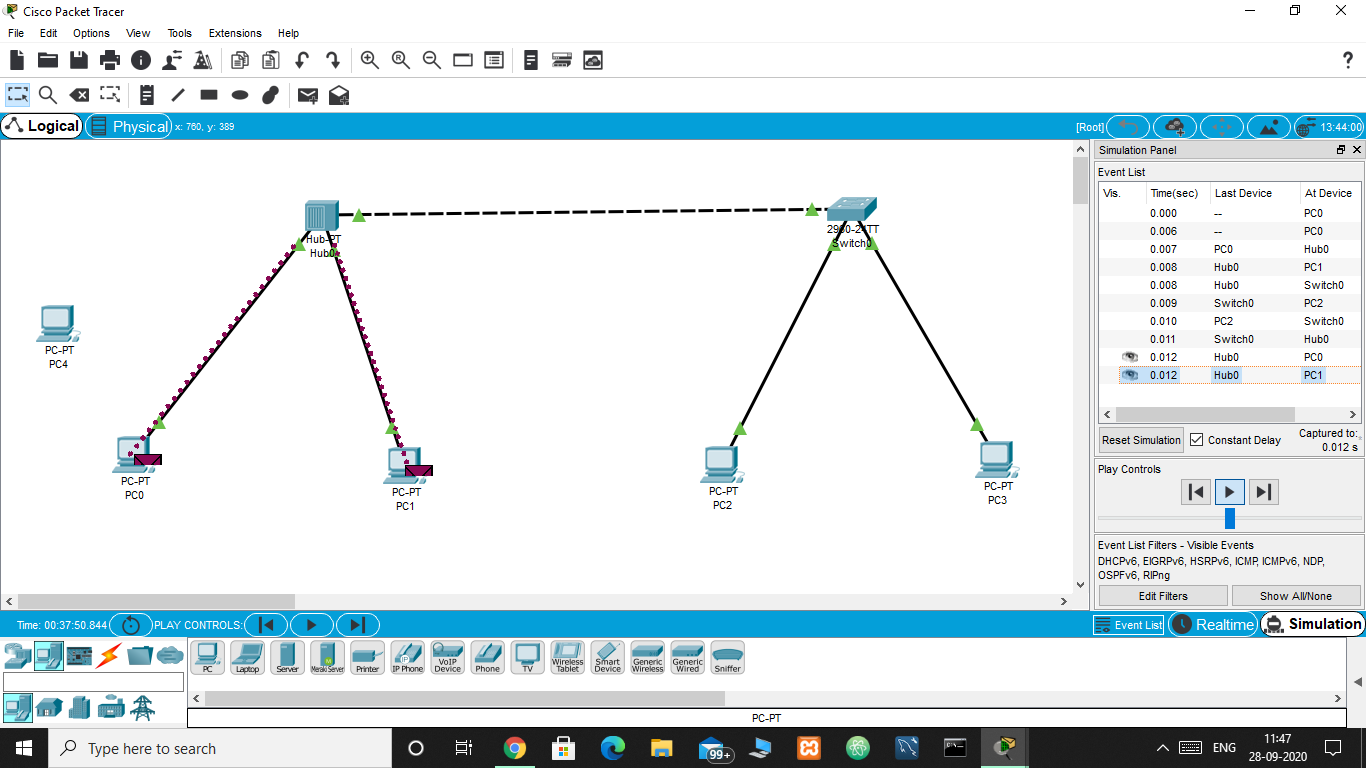 Cisco Packet Tracer
File Edit Options View Tools Extensions Help
?
Logical Physical x: 760, y: 389 [Root] 13:44:00
Simulation Panel
Event List
Vis. Time(sec) Last Device At Device
0.000 -- PC0
0.006 -- PC0
0.007 PC0 Hub0
0.008 Hub0 PC1
0.008 Hub0 Switch0
0.009 Switch0 PC2
0.010 PC2 Switch0
0.011 Switch0 Hub0
0.012 Hub0 PC0
0.012 Hub0 PC1
Reset Simulation Constant Delay Captured to:
0.012 s
Play Controls
Event List Filters - Visible Events
DHCPv6, EIGRPv6, HSRPv6, ICMP, ICMPv6, NDP,
OSPFv6, RIPng
Edit Filters Show All/None
Hub-PT
Hub0
2960-24TT
Switch0
PC-PT
PC4
PC-PT
PC0
PC-PT
PC1
PC-PT
PC2
PC-PT
PC3
Time: 00:37:50.844 PLAY CONTROLS: Event List Realtime Simulation
PC Laptop Server Meraki Server Printer IP Phone VoIP Device Phone TV Wireless Tablet Smart Device Generic Wireless Generic Wired Sniffer
PC-PT
Type here to search 99+ ENG 11:47
28-09-2020